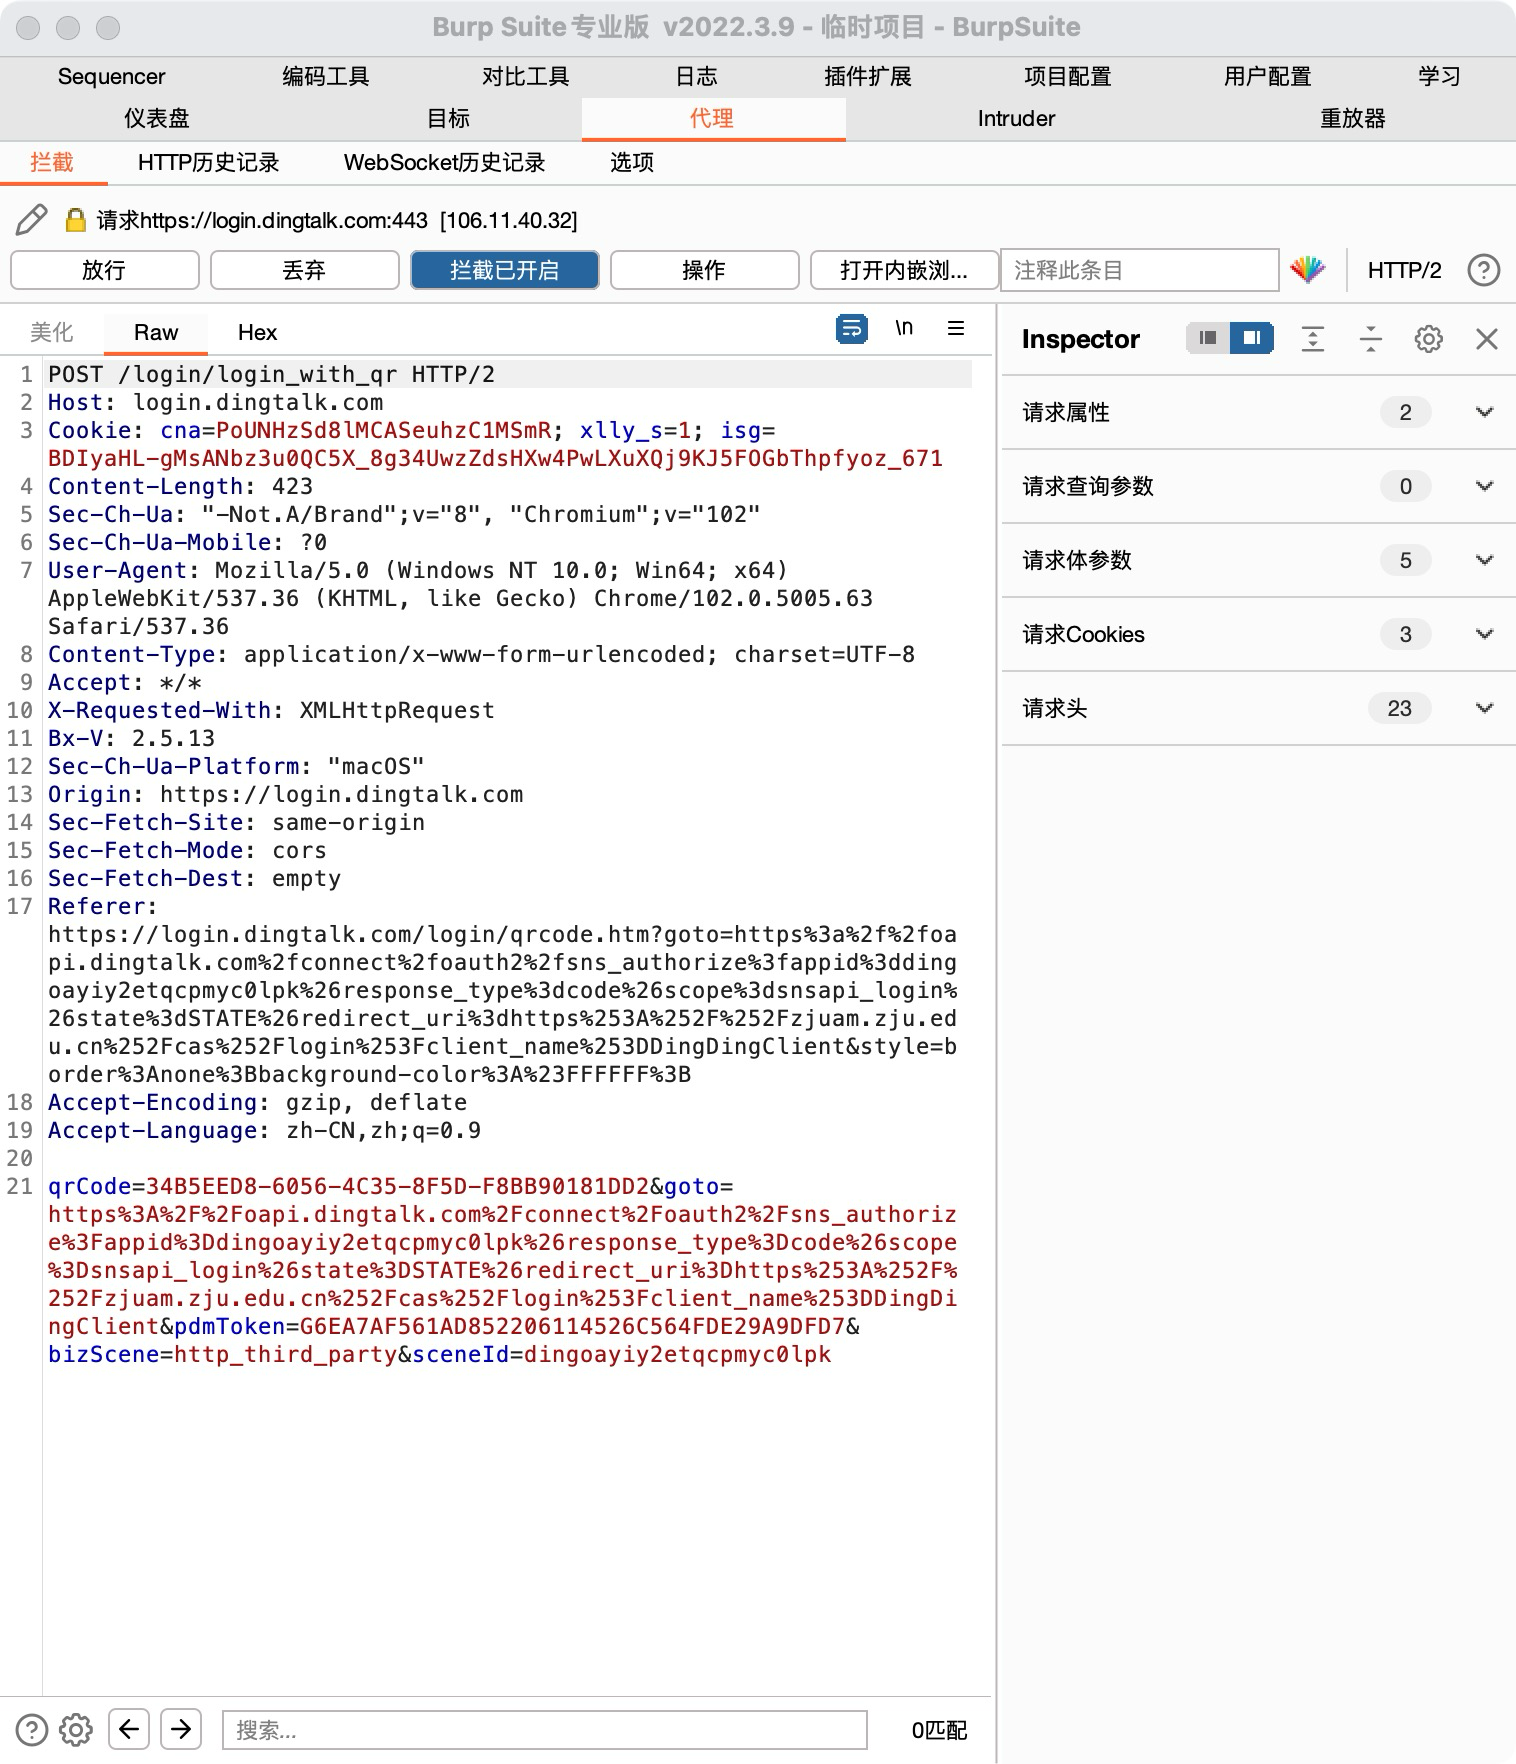 Burp Suite专业版 v2022.3.9 - 临时项目 - BurpSuite
Sequencer 编码工具 对比工具 日志 插件扩展 项目配置 用户配置 学习
仪表盘 目标 代理 Intruder 重放器
拦截 HTTP历史记录 WebSocket历史记录 选项
请求https://login.dingtalk.com:443 [106.11.40.32]
放行 丢弃 拦截已开启 操作 打开内嵌浏... 注释此条目 HTTP/2 ?
美化 Raw Hex \n
Inspector
1 POST /login/login_with_qr HTTP/2
2 Host: login.dingtalk.com
3 Cookie: cna=PoUNHzSd8lMCASeuhzC1MSmR; xlly_s=1; isg=
BDIyaHL-gMsANbz3u0QC5X_8g34UwzZdsHXw4PwLXuXQj9KJ5FOGbThpfyoz_671
4 Content-Length: 423
5 Sec-Ch-Ua: "-Not.A/Brand";v="8", "Chromium";v="102"
6 Sec-Ch-Ua-Mobile: ?0
7 User-Agent: Mozilla/5.0 (Windows NT 10.0; Win64; x64)
AppleWebKit/537.36 (KHTML, like Gecko) Chrome/102.0.5005.63
Safari/537.36
8 Content-Type: application/x-www-form-urlencoded; charset=UTF-8
9 Accept: */*
10 X-Requested-With: XMLHttpRequest
11 Bx-V: 2.5.13
12 Sec-Ch-Ua-Platform: "macOS"
13 Origin: https://login.dingtalk.com
14 Sec-Fetch-Site: same-origin
15 Sec-Fetch-Mode: cors
16 Sec-Fetch-Dest: empty
17 Referer:
https://login.dingtalk.com/login/qrcode.htm?goto=https%3a%2f%2foa
pi.dingtalk.com%2fconnect%2foauth2%2fsns_authorize%3fappid%3dding
oayiy2etqcpmyc0lpk%26response_type%3dcode%26scope%3dsnsapi_login%
26state%3dSTATE%26redirect_uri%3dhttps%253A%252F%252Fzjuam.zju.ed
u.cn%252Fcas%252Flogin%253Fclient_name%253DDingDingClient&style=b
order%3Anone%3Bbackground-color%3A%23FFFFFF%3B
18 Accept-Encoding: gzip, deflate
19 Accept-Language: zh-CN,zh;q=0.9
20
21 qrCode=34B5EED8-6056-4C35-8F5D-F8BB90181DD2&goto=
https%3A%2F%2Foapi.dingtalk.com%2Fconnect%2Foauth2%2Fsns_authoriz
e%3Fappid%3Ddingoayiy2etqcpmyc0lpk%26response_type%3Dcode%26scope
%3Dsnsapi_login%26state%3DSTATE%26redirect_uri%3Dhttps%253A%252F%
252Fzjuam.zju.edu.cn%252Fcas%252Flogin%253Fclient_name%253DDingDi
ngClient&pdmToken=G6EA7AF561AD852206114526C564FDE29A9DFD7&
bizScene=http_third_party&sceneId=dingoayiy2etqcpmyc0lpk
请求属性 2
请求查询参数 0
请求体参数 5
请求Cookies 3
请求头 23
? 搜索... 0匹配